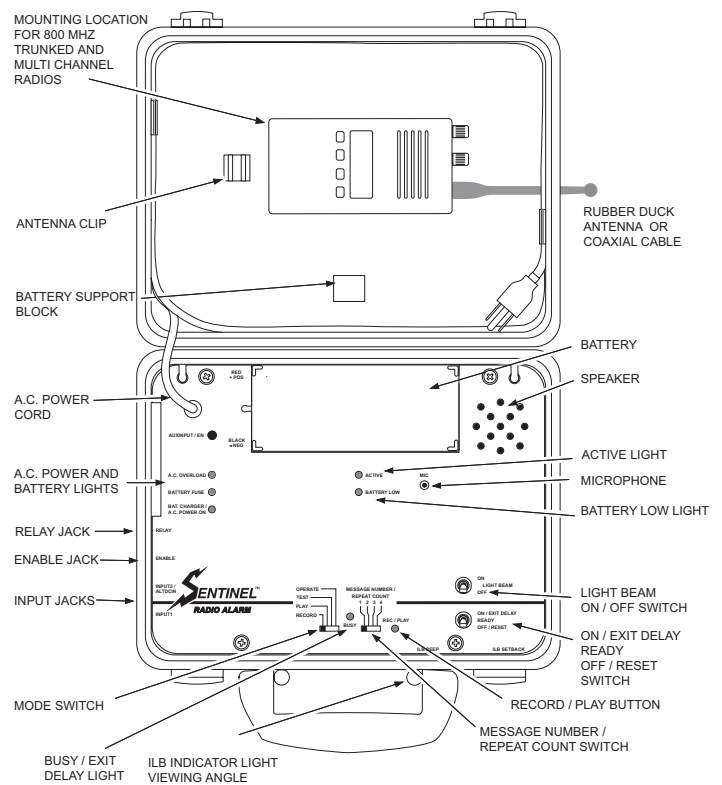 MOUNTING LOCATION
FOR 800 MHZ
TRUNKED AND
MULTI CHANNEL
RADIOS
ANTENNA CLIP
RUBBER DUCK
ANTENNA OR
COAXIAL CABLE
BATTERY SUPPORT
BLOCK
BATTERY
SPEAKER
A.C. POWER
CORD
RED
+ POS
AUXINPUT / EN
BLACK
- NEG
A.C. POWER AND
BATTERY LIGHTS
A.C. OVERLOAD
BATTERY FUSE
BAT. CHARGER /
A.C. POWER ON
ACTIVE
BATTERY LOW
MIC
ACTIVE LIGHT
MICROPHONE
BATTERY LOW LIGHT
RELAY JACK
RELAY
ENABLE JACK
ENABLE
INPUT JACKS
INPUT2 /
ALTDCIN
INPUT1
SENTINEL™
RADIO ALARM
OPERATE
TEST
PLAY
RECORD
BUSY
MESSAGE NUMBER /
REPEAT COUNT
1 2 3 4
REC / PLAY
ON
LIGHT BEAM
OFF
ON / EXIT DELAY
READY
OFF / RESET
ILB BEEP
ILB SETBACK
LIGHT BEAM
ON / OFF SWITCH
ON / EXIT DELAY
READY
OFF / RESET
SWITCH
MODE SWITCH
RECORD / PLAY BUTTON
MESSAGE NUMBER /
REPEAT COUNT SWITCH
BUSY / EXIT
DELAY LIGHT
ILB INDICATOR LIGHT
VIEWING ANGLE